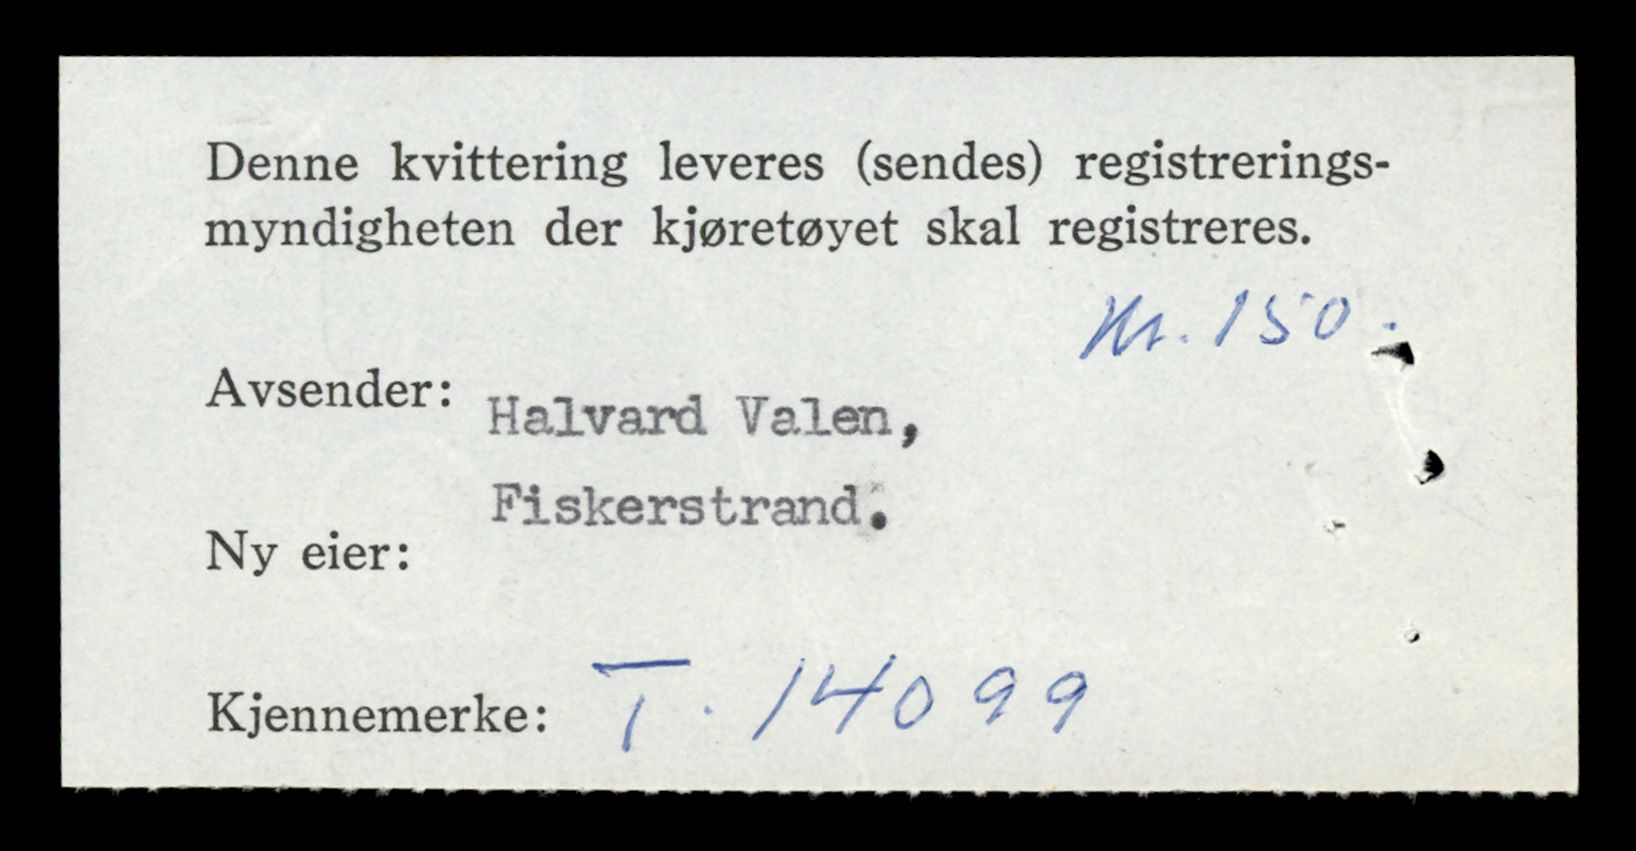 Denne kvittering leveres (sendes) registrerings-
myndigheten der kjøretøyet skal registreres.
Kr. 150.-
Avsender: Halvard Valen,
Fiskerstrand.
Ny eier:
Kjennemerke: T. 14099